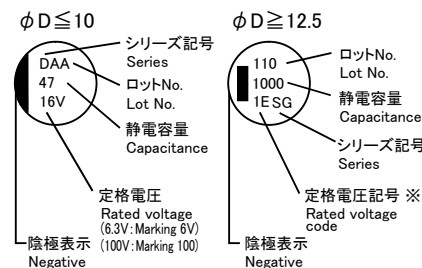 φD≦10
シリーズ記号
Series
DAA
47
16V
ロットNo.
Lot No.
静電容量
Capacitance
定格電圧
Rated voltage
(6.3V:Marking 6V)
(100V:Marking 100)
陰極表示
Negative
φD≧12.5
110
1000
1E SG
ロットNo.
Lot No.
静電容量
Capacitance
シリーズ記号
Series
定格電圧記号 ※
Rated voltage
code
陰極表示
Negative